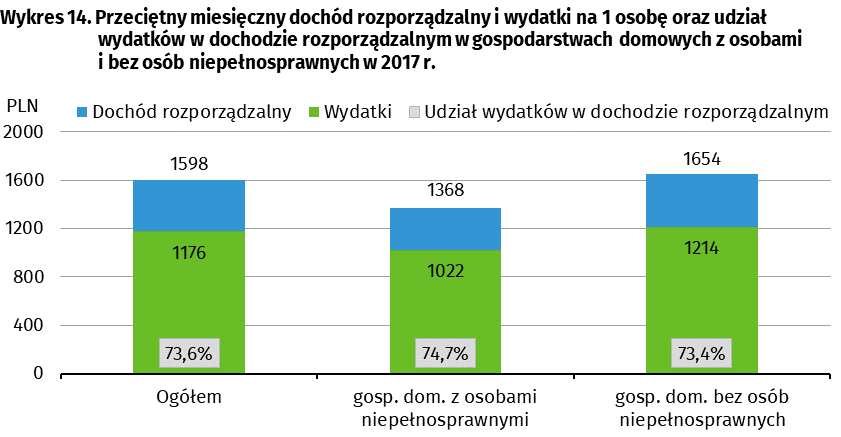 Wykres 14. Przeciętny miesięczny dochód rozporządzalny i wydatki na 1 osobę oraz udział
wydatków w dochodzie rozporządzalnym w gospodarstwach domowych z osobami
i bez osób niepełnosprawnych w 2017 r.
PLN
Dochód rozporządzalny Wydatki Udział wydatków w dochodzie rozporządzalnym
2000
1600
1200
800
400
0
1598
1368
1654
1176
1022
1214
73,6%
74,7%
73,4%
Ogółem
gosp. dom. z osobami
niepełnosprawnymi
gosp. dom. bez osób
niepełnosprawnych